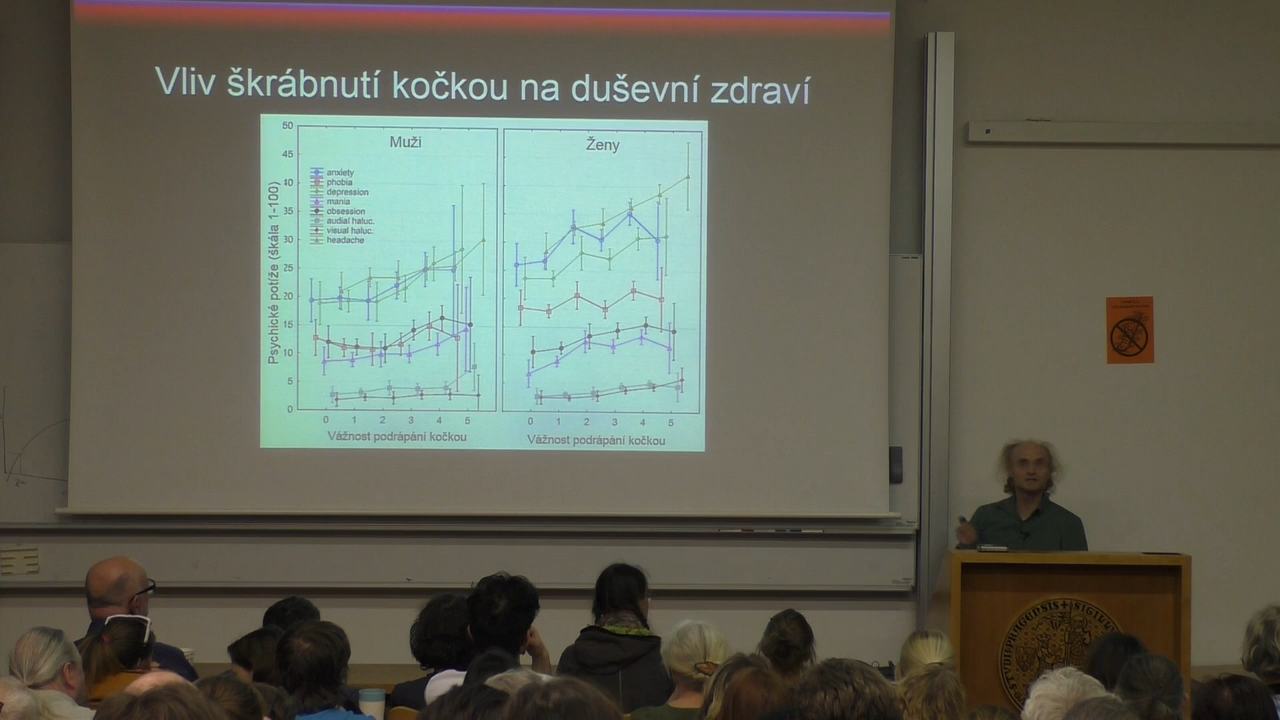 Vliv škrábnutí kočkou na duševní zdraví
Muži
Ženy
50
45
10
35
30
25
20
15
10
5
0
anxiety
phobia
depression
mania
obsession
audial haluc.
visual haluc.
headache
Psychické potíže (škála 1-100)
0 1 2 3 4 5
0 1 2 3 4 5
Vážnost podrápání kočkou
Vážnost podrápání kočkou